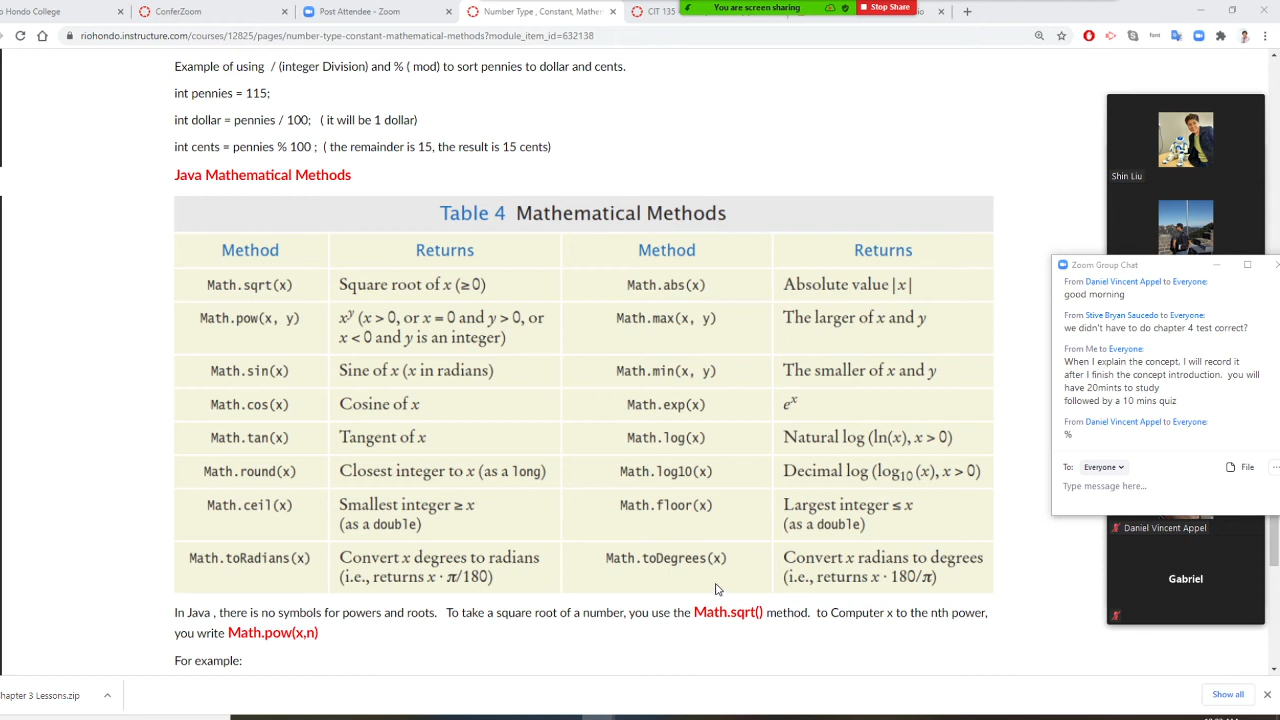 o Hondo College
ConferZoom
Post Attendee - Zoom
Number Type , Constant, Mathem
CIT 135
You are screening sharing
Stop Share
riohondo.instructure.com/courses/12825/pages/number-type-constant-mathematical-methods?module_item_id=632138
Example of using / (integer Division) and % ( mod) to sort pennies to dollar and cents.
int pennies = 115;
int dollar = pennies / 100; ( it will be 1 dollar)
int cents = pennies % 100 ; ( the remainder is 15, the result is 15 cents)
Java Mathematical Methods
Table 4 Mathematical Methods
Method Returns Method Returns
Math.sqrt(x) Square root of x (≥ 0) Math.abs(x) Absolute value |x|
Math.pow(x, y) xʸ (x > 0, or x = 0 and y > 0, or Math.max(x, y) The larger of x and y
x < 0 and y is an integer)
Math.sin(x) Sine of x (x in radians) Math.min(x, y) The smaller of x and y
Math.cos(x) Cosine of x Math.exp(x) eˣ
Math.tan(x) Tangent of x Math.log(x) Natural log (ln(x), x > 0)
Math.round(x) Closest integer to x (as a long) Math.log10(x) Decimal log (log₁₀ (x), x > 0)
Math.ceil(x) Smallest integer ≥ x Math.floor(x) Largest integer ≤ x
(as a double) (as a double)
Math.toRadians(x) Convert x degrees to radians Math.toDegrees(x) Convert x radians to degrees
(i.e., returns x · π/180) (i.e., returns x · 180/π)
In Java , there is no symbols for powers and roots. To take a square root of a number, you use the Math.sqrt() method. to Computer x to the nth power,
you write Math.pow(x,n)
For example:
Shin Liu
Zoom Group Chat
From Daniel Vincent Appel to Everyone:
good morning
From Stive Bryan Saucedo to Everyone:
we didn't have to do chapter 4 test correct?
From Me to Everyone:
When I explain the concept, I will record it
after I finish the concept introduction. you will
have 20mints to study
followed by a 10 mins quiz
From Daniel Vincent Appel to Everyone:
%
To: Everyone File
Type message here...
Daniel Vincent Appel
Gabriel
hapter 3 Lessons.zip
Show all